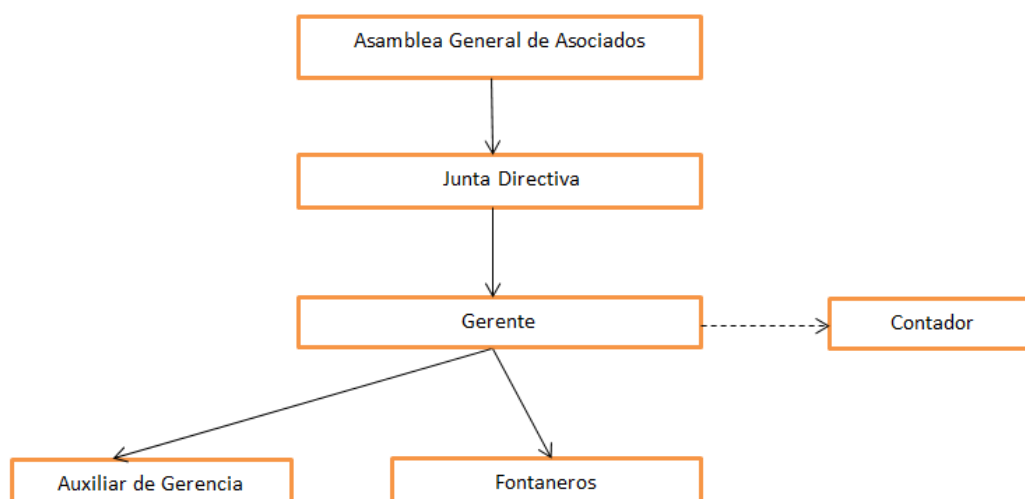 Asamblea General de Asociados
Junta Directiva
Gerente
Contador
Auxiliar de Gerencia
Fontaneros